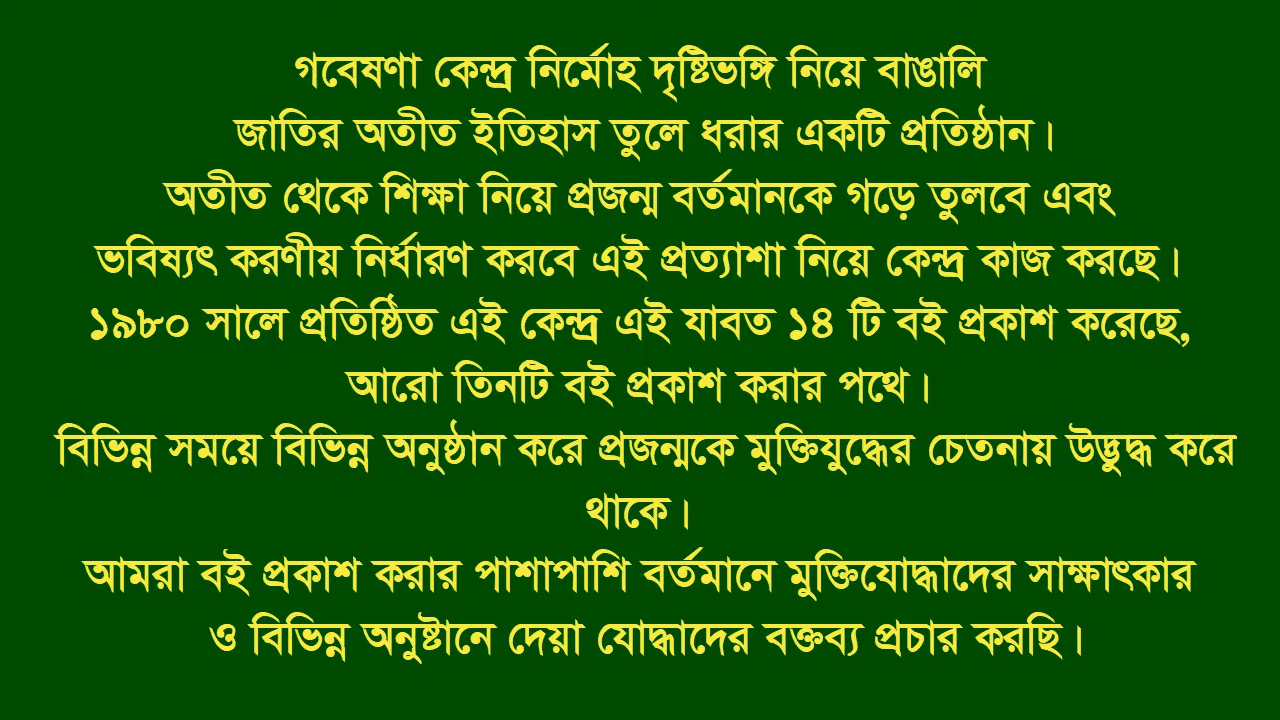 গবেষণা কেন্দ্র নির্মোহ দৃষ্টিভঙ্গি নিয়ে বাঙালি
জাতির অতীত ইতিহাস তুলে ধরার একটি প্রতিষ্ঠান।
অতীত থেকে শিক্ষা নিয়ে প্রজন্ম বর্তমানকে গড়ে তুলবে এবং
ভবিষ্যৎ করণীয় নির্ধারণ করবে এই প্রত্যাশা নিয়ে কেন্দ্র কাজ করছে।
১৯৮০ সালে প্রতিষ্ঠিত এই কেন্দ্র এই যাবত ১৪ টি বই প্রকাশ করেছে,
আরো তিনটি বই প্রকাশ করার পথে।
বিভিন্ন সময়ে বিভিন্ন অনুষ্ঠান করে প্রজন্মকে মুক্তিযুদ্ধের চেতনায় উদ্ভুদ্ধ করে
থাকে।
আমরা বই প্রকাশ করার পাশাপাশি বর্তমানে মুক্তিযোদ্ধাদের সাক্ষাৎকার
ও বিভিন্ন অনুষ্টানে দেয়া যোদ্ধাদের বক্তব্য প্রচার করছি।